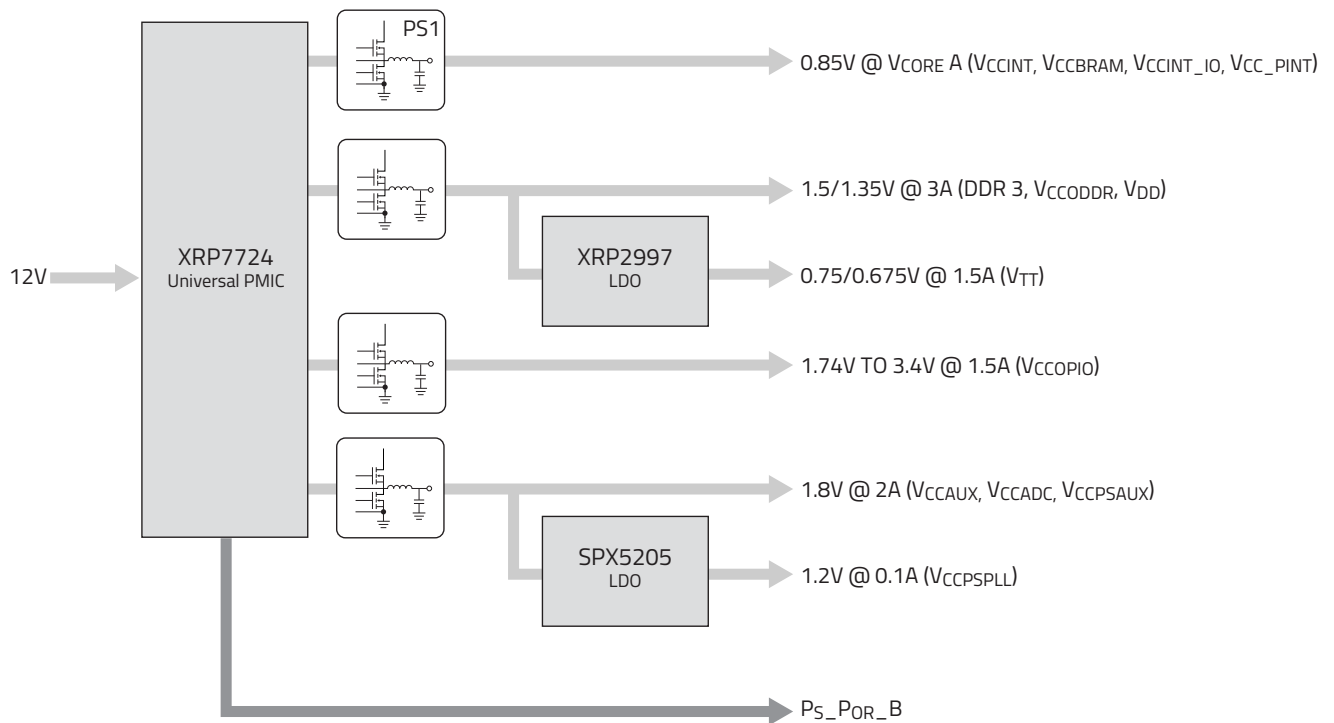 PS1
0.85V @ VCORE A (VCCINT, VCCBRAM, VCCINT_IO, VCC_PINT)
1.5/1.35V @ 3A (DDR 3, VCCODDR, VDD)
XRP7724
Universal PMIC
12V
XRP2997
LDO
0.75/0.675V @ 1.5A (VTT)
1.74V TO 3.4V @ 1.5A (VCCOPIO)
1.8V @ 2A (VCCAUX, VCCADC, VCCPSAUX)
SPX5205
LDO
1.2V @ 0.1A (VCCPSPLL)
PS_POR_B